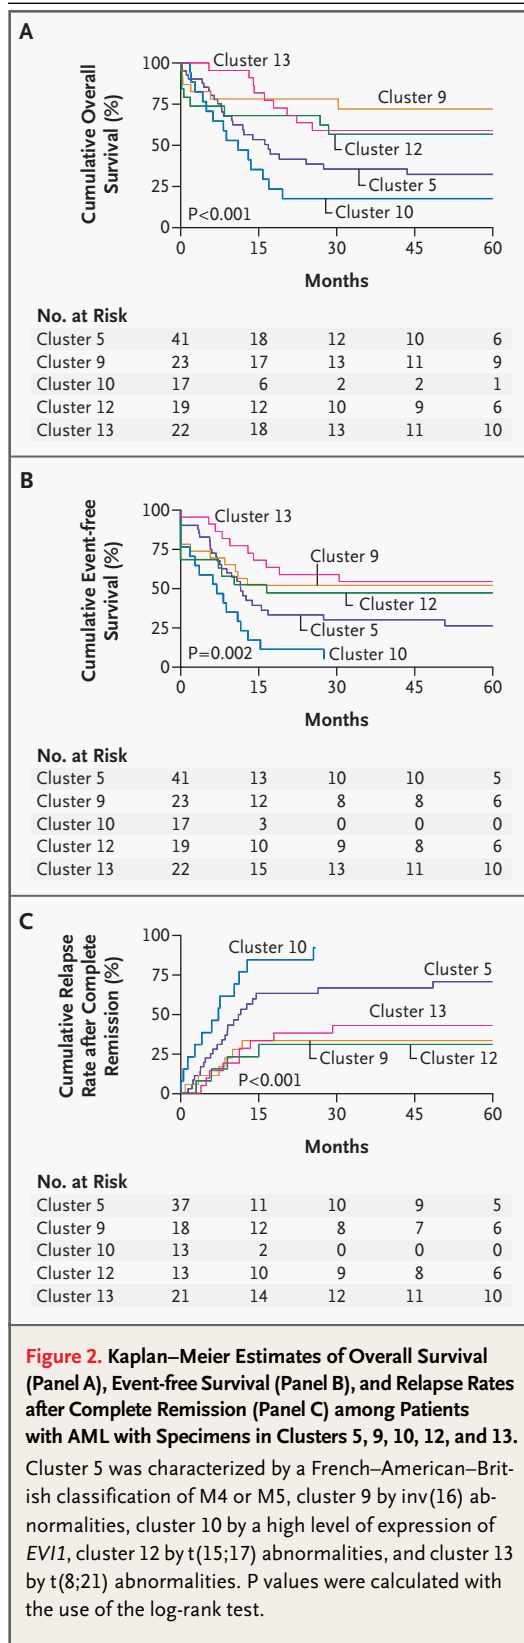 A
Cumulative Overall
Survival (%)
100
75
50
25
0
Cluster 13
Cluster 9
Cluster 12
Cluster 5
Cluster 10
P<0.001
0 15 30 45 60
Months
No. at Risk
Cluster 5 41 18 12 10 6
Cluster 9 23 17 13 11 9
Cluster 10 17 6 2 2 1
Cluster 12 19 12 10 9 6
Cluster 13 22 18 13 11 10
B
Cumulative Event-free
Survival (%)
100
75
50
25
0
Cluster 13
Cluster 9
Cluster 12
Cluster 5
Cluster 10
P=0.002
0 15 30 45 60
Months
No. at Risk
Cluster 5 41 13 10 10 5
Cluster 9 23 12 8 8 6
Cluster 10 17 3 0 0 0
Cluster 12 19 10 9 8 6
Cluster 13 22 15 13 11 10
C
Cumulative Relapse
Rate after Complete
Remission (%)
100
75
50
25
0
Cluster 10
Cluster 5
Cluster 13
Cluster 9
Cluster 12
P<0.001
0 15 30 45 60
Months
No. at Risk
Cluster 5 37 11 10 9 5
Cluster 9 18 12 8 7 6
Cluster 10 13 2 0 0 0
Cluster 12 13 10 9 8 6
Cluster 13 21 14 12 11 10
Figure 2. Kaplan–Meier Estimates of Overall Survival
(Panel A), Event-free Survival (Panel B), and Relapse Rates
after Complete Remission (Panel C) among Patients
with AML with Specimens in Clusters 5, 9, 10, 12, and 13.
Cluster 5 was characterized by a French–American–Brit-
ish classification of M4 or M5, cluster 9 by inv(16) ab-
normalities, cluster 10 by a high level of expression of
EVI1, cluster 12 by t(15;17) abnormalities, and cluster 13
by t(8;21) abnormalities. P values were calculated with
the use of the log-rank test.